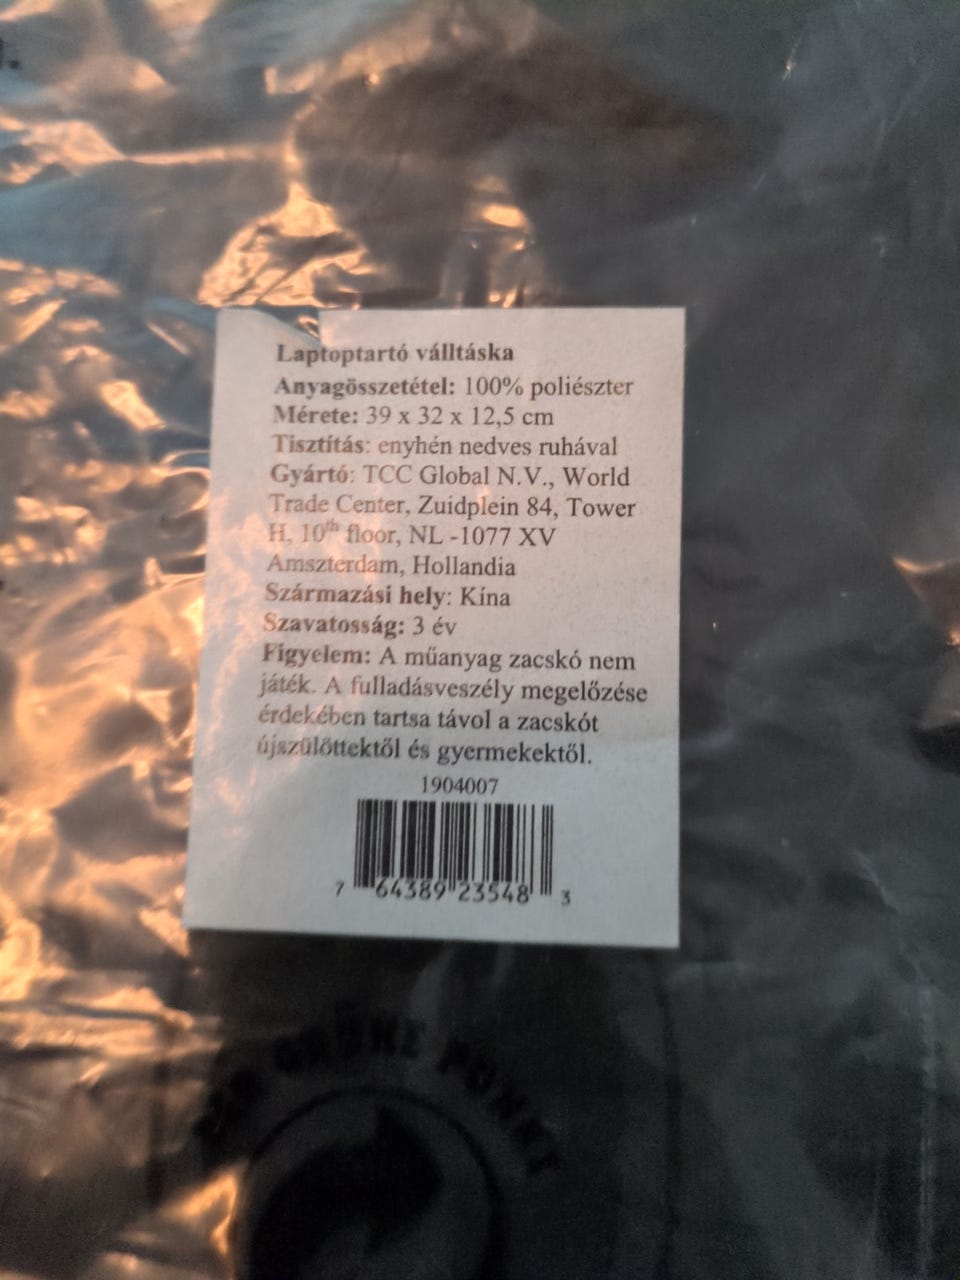 Laptoptartó válltáska
Anyagösszetétel: 100% poliészter
Mérete: 39 x 32 x 12,5 cm
Tisztítás: enyhén nedves ruhával
Gyártó: TCC Global N.V., World
Trade Center, Zuidplein 84, Tower
H, 10th floor, NL -1077 XV
Amszterdam, Hollandia
Származási hely: Kína
Szavatosság: 3 év
Figyelem: A műanyag zacskó nem
játék. A fulladásveszély megelőzése
érdekében tartsa távol a zacskót
újszülöttektől és gyermekektől.
1904007
7 64389 23548 3
GRÜNE PUNKT